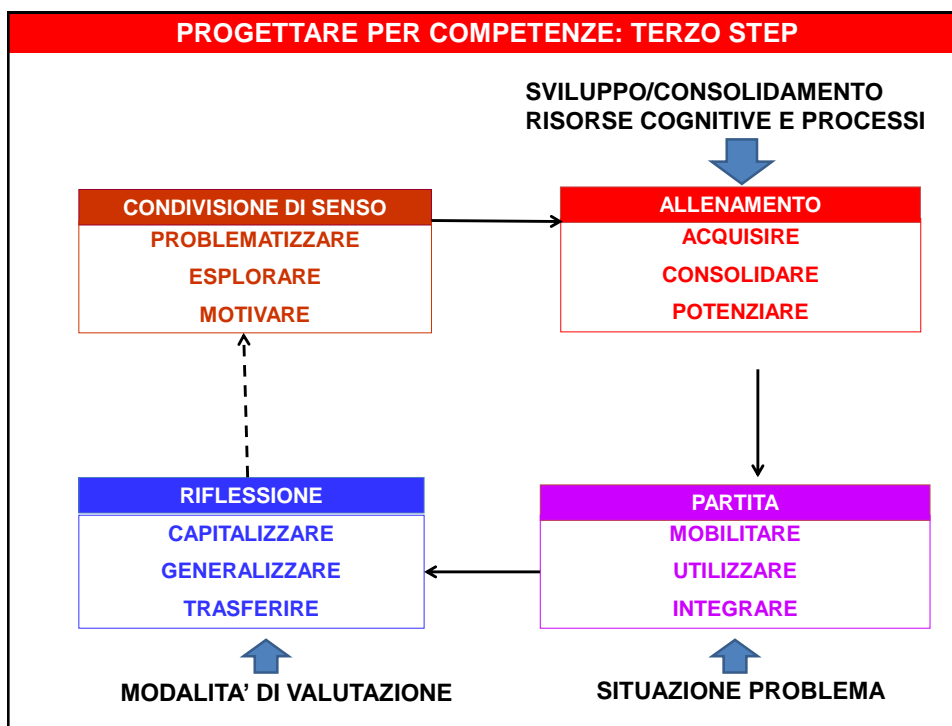 PROGETTARE PER COMPETENZE: TERZO STEP
SVILUPPO/CONSOLIDAMENTO
RISORSE COGNITIVE E PROCESSI
CONDIVISIONE DI SENSO
PROBLEMATIZZARE
ESPLORARE
MOTIVARE
ALLENAMENTO
ACQUISIRE
CONSOLIDARE
POTENZIARE
RIFLESSIONE
CAPITALIZZARE
GENERALIZZARE
TRASFERIRE
PARTITA
MOBILITARE
UTILIZZARE
INTEGRARE
MODALITA’ DI VALUTAZIONE
SITUAZIONE PROBLEMA